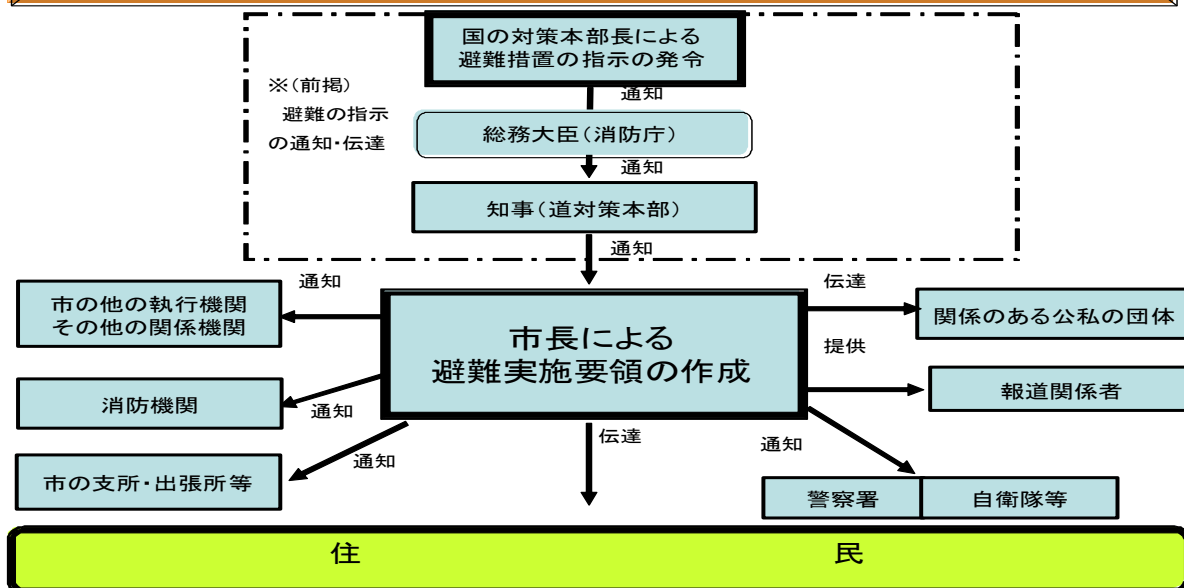 国の対策本部長による
避難措置の指示の発令
※(前掲)
避難の指示
の通知・伝達
通知
総務大臣(消防庁)
通知
知事(道対策本部)
通知
通知
市の他の執行機関
その他の関係機関
市長による
避難実施要領の作成
伝達
関係のある公私の団体
提供
報道関係者
消防機関
通知
市の支所・出張所等
通知
伝達
通知
警察署
自衛隊等
住民